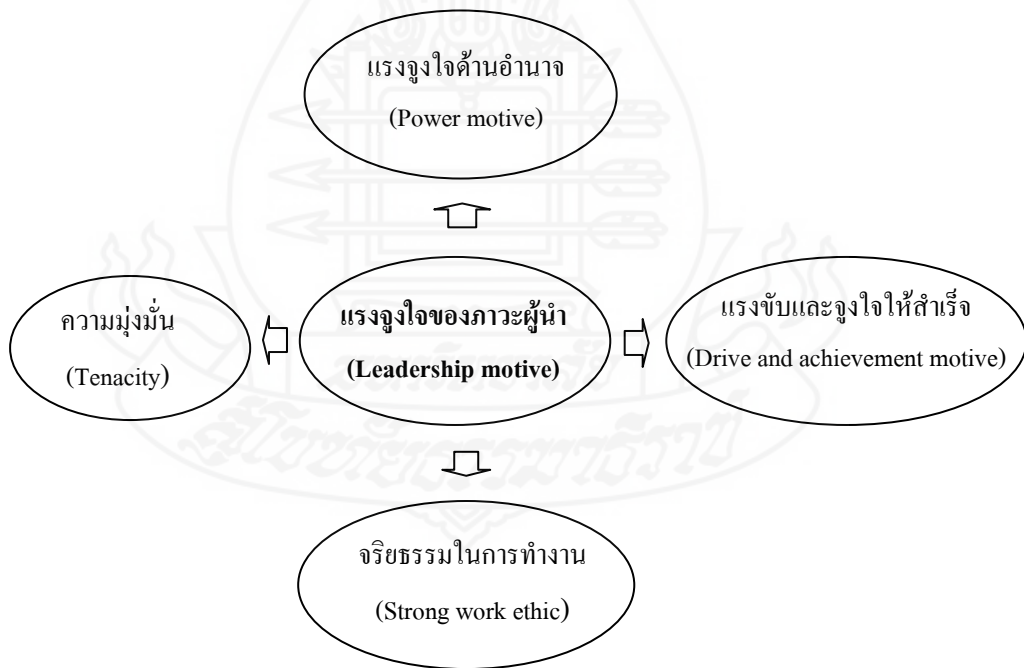 แรงจูงใจด้านอำนาจ
(Power motive)
ความมุ่งมั่น
(Tenacity)
แรงจูงใจของภาวะผู้นำ
(Leadership motive)
แรงขับและจูงใจให้สำเร็จ
(Drive and achievement motive)
จริยธรรมในการทำงาน
(Strong work ethic)